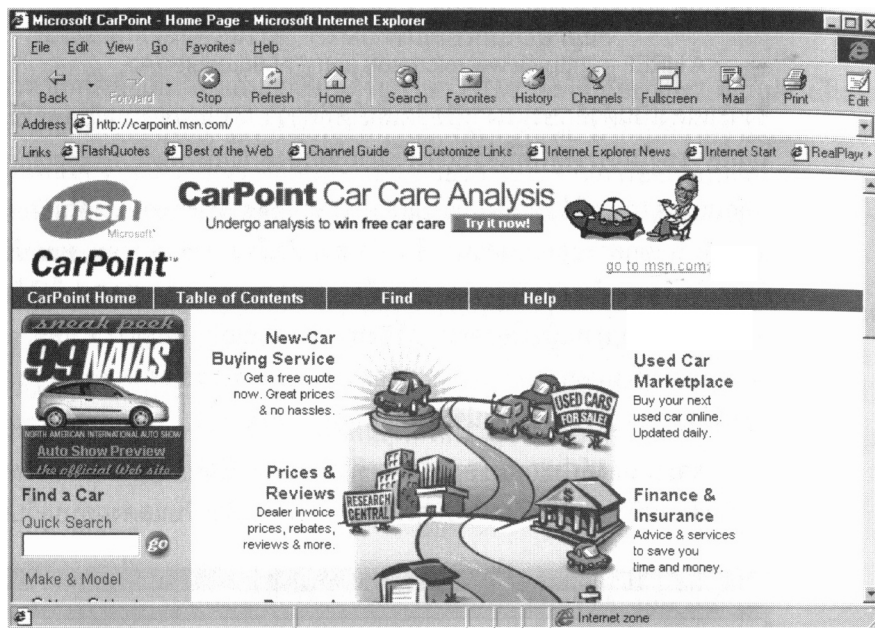 Microsoft CarPoint - Home Page - Microsoft Internet Explorer
File Edit View Go Favorites Help
Back Forward Stop Refresh Home Search Favorites History Channels Fullscreen Mail Print Edit
Address http://carpoint.msn.com/
Links FlashQuotes Best of the Web Channel Guide Customize Links Internet Explorer News Internet Start RealPlaye
msn
Microsoft
CarPoint Car Care Analysis
Undergo analysis to win free car care Try it now!
CarPoint™
go to msn.com
CarPoint Home Table of Contents Find Help
sneak peek
99 NAIAS
NORTH AMERICAN INTERNATIONAL AUTO SHOW
Auto Show Preview
the official Web site
Find a Car
Quick Search
go
Make & Model
New-Car
Buying Service
Get a free quote
now. Great prices
& no hassles.
USED CARS
FOR SALE!
Used Car
Marketplace
Buy your next
used car online.
Updated daily.
Prices &
Reviews
Dealer invoice
prices, rebates,
reviews & more.
RESEARCH
CENTRAL
$
Finance &
Insurance
Advice & services
to save you
time and money.
Internet zone